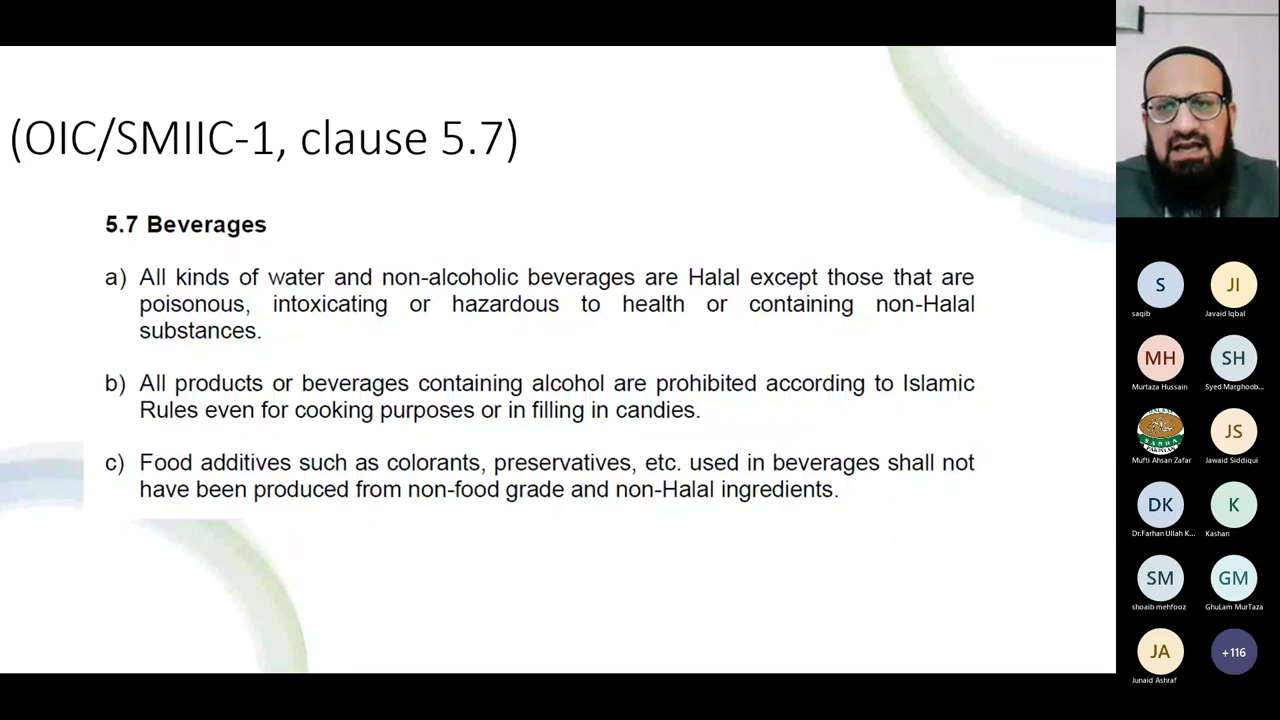 (OIC/SMIIC-1, clause 5.7)
5.7 Beverages
a) All kinds of water and non-alcoholic beverages are Halal except those that are
poisonous, intoxicating or hazardous to health or containing non-Halal
substances.
b) All products or beverages containing alcohol are prohibited according to Islamic
Rules even for cooking purposes or in filling in candies.
c) Food additives such as colorants, preservatives, etc. used in beverages shall not
have been produced from non-food grade and non-Halal ingredients.
S JI
saqib Javaid Iqbal
MH SH
Murtaza Hussain Syed Marghoob...
SANHA
JS
Mufti Ahsan Zafar Jawaid Siddiqui
DK K
Dr.Farhan Ullah K... Kashan
SM GM
shoaib mehfooz GhuLam MurTaza
JA +116
Junaid Ashraf